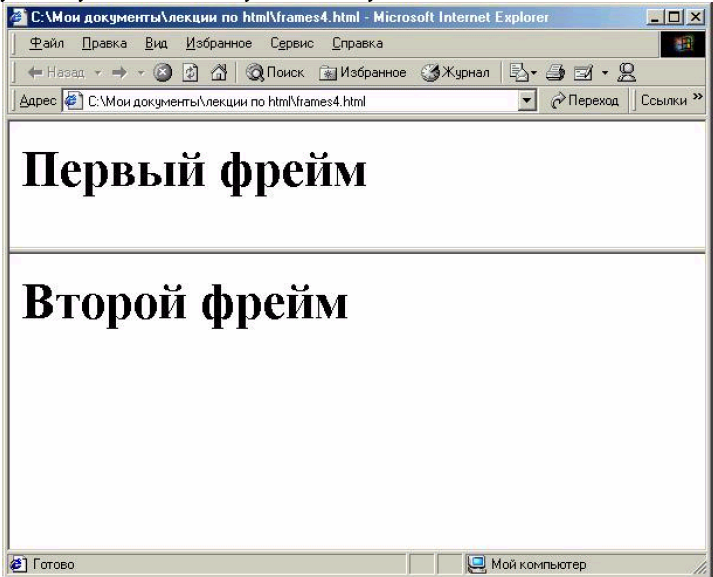 C:\Мои документы\лекции по html\frames4.html - Microsoft Internet Explorer
Файл Правка Вид Избранное Сервис Справка
Назад Поиск Избранное Журнал
Адрес C:\Мои документы\лекции по html\frames4.html Переход Ссылки »
Первый фрейм
Второй фрейм
Готово Мой компьютер